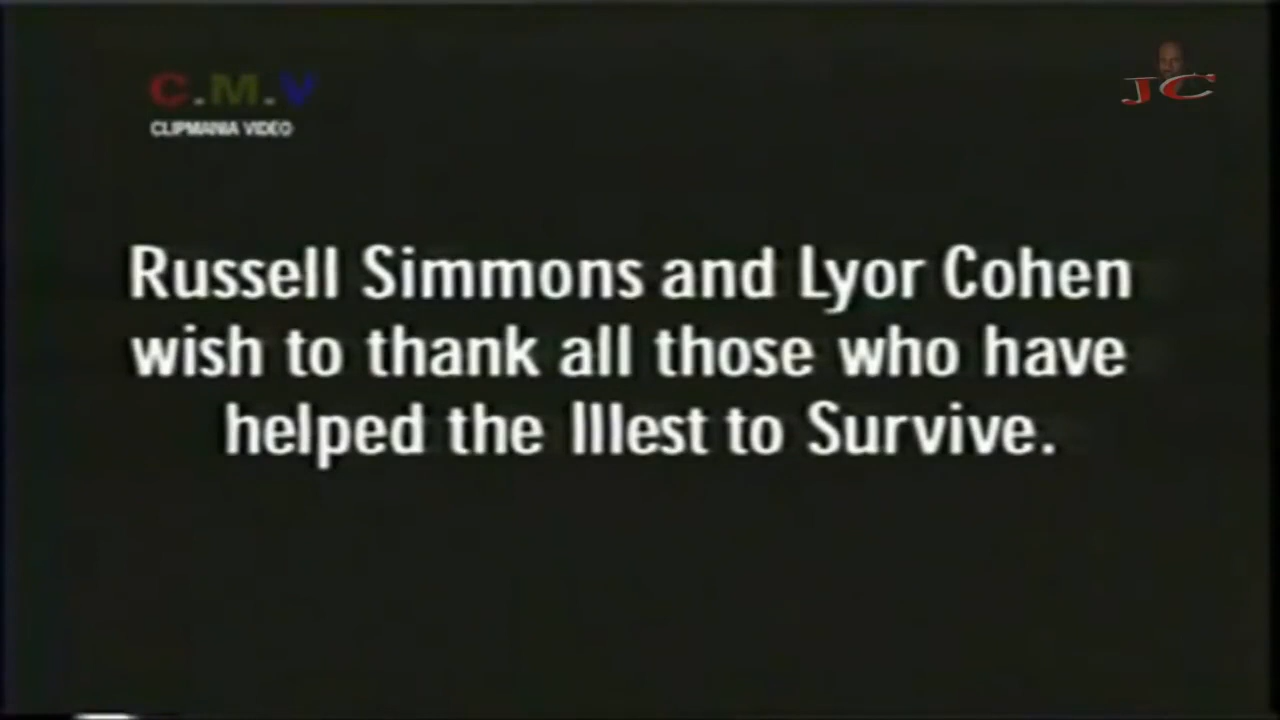 C.M.V
JC
CLIPMANIA VIDEO
Russell Simmons and Lyor Cohen
wish to thank all those who have
helped the Illest to Survive.